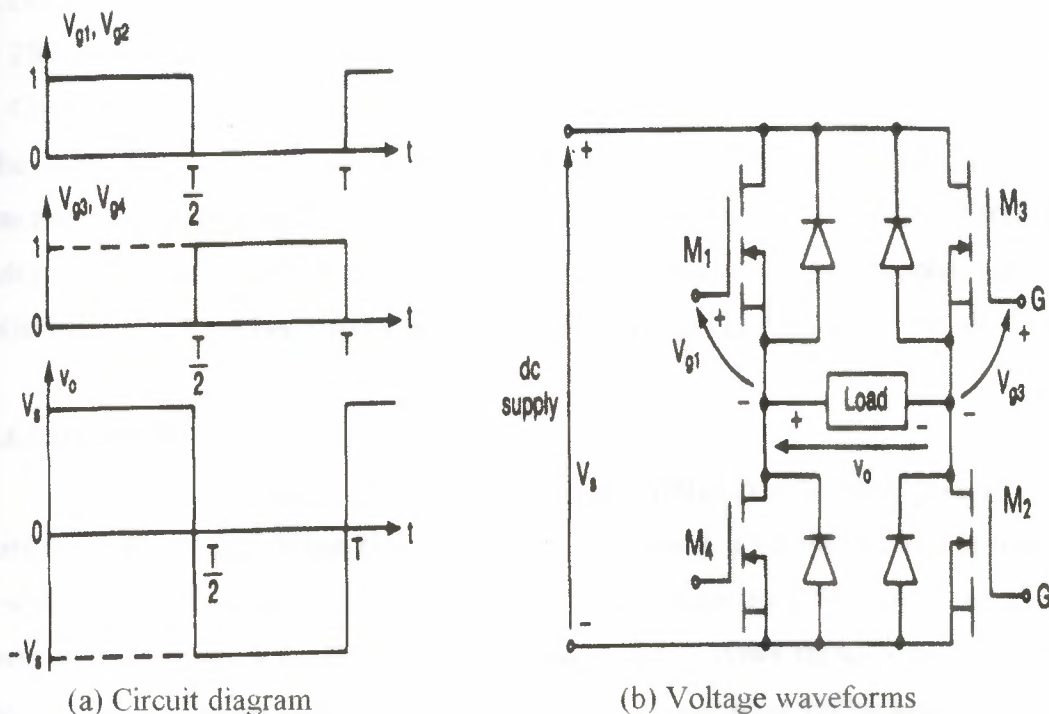 Vg1, Vg2
1
0
T/2
T
t
Vg3, Vg4
1
0
T/2
T
t
vo
Vs
0
T/2
T
t
-Vs
(a) Circuit diagram
+
M1
M3
G
+
+
Vg1
Vg3
dc
supply
-
Load
-
+
-
vo
Vs
M4
M2
G
-
(b) Voltage waveforms